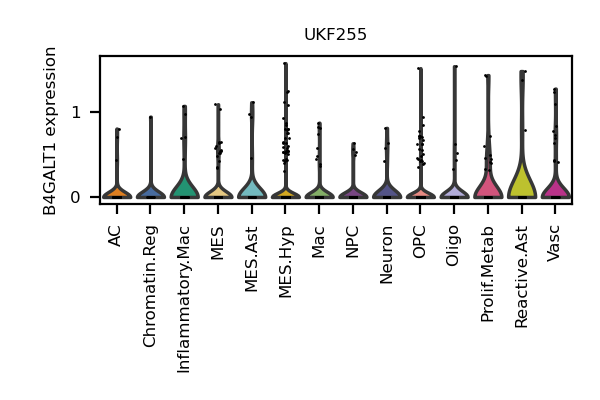 UKF255
B4GALT1 expression
1
0
AC
Chromatin.Reg
Inflammatory.Mac
MES
MES.Ast
MES.Hyp
Mac
NPC
Neuron
OPC
Oligo
Prolif.Metab
Reactive.Ast
Vasc